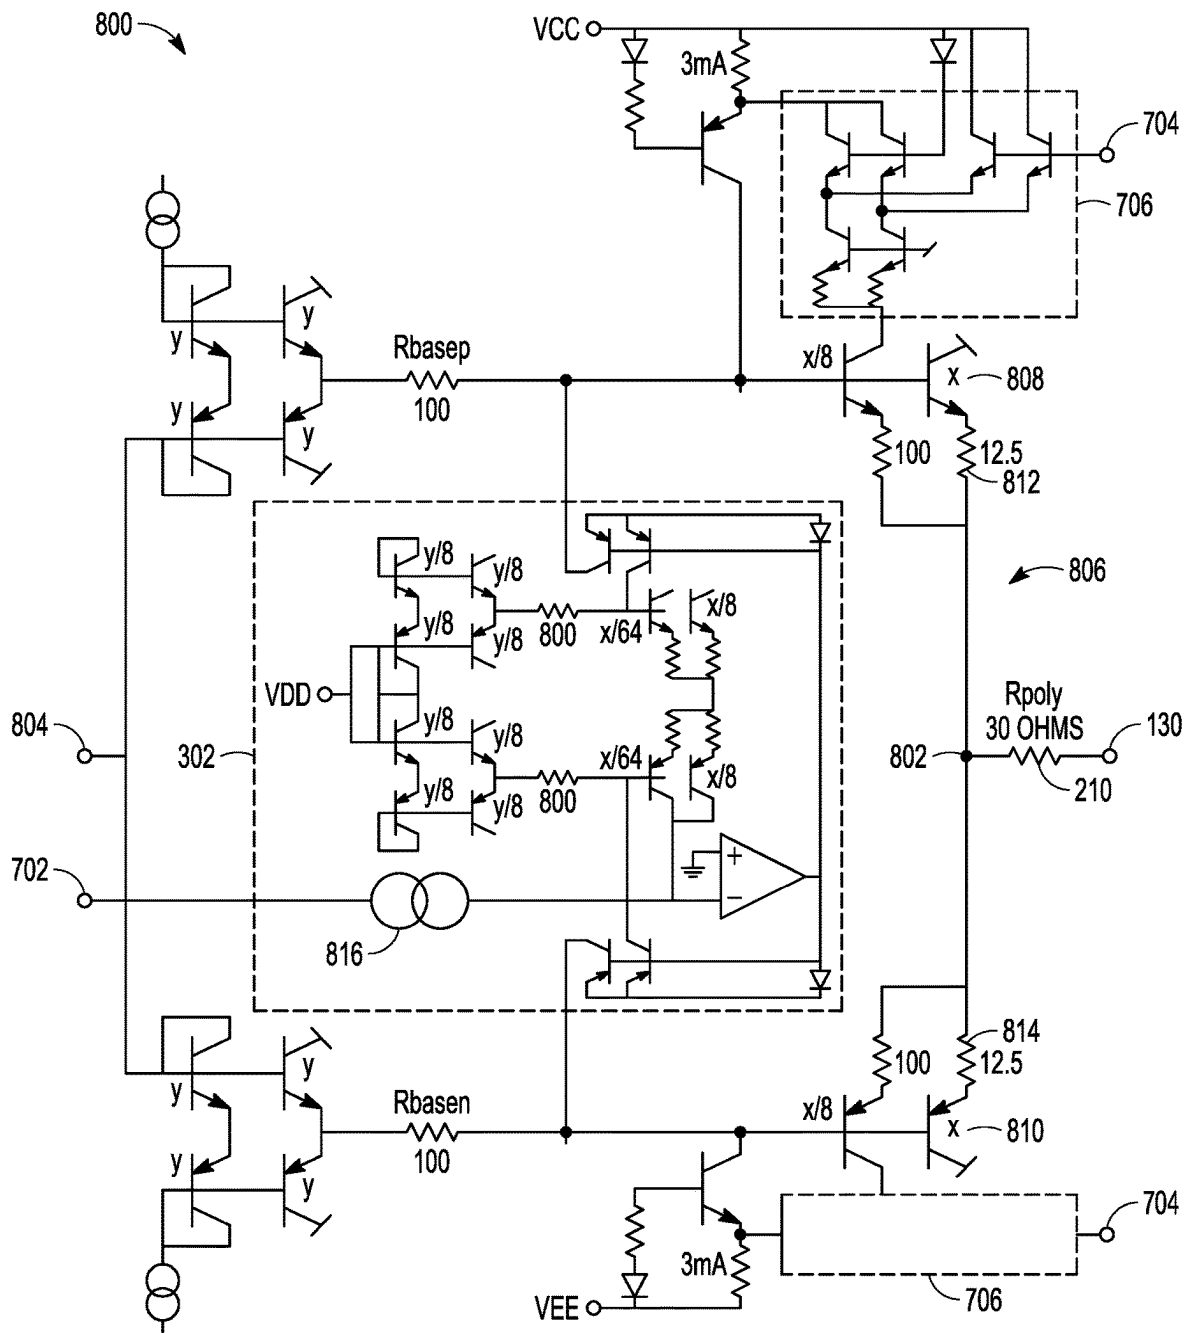 800
VCC
3mA
704
706
y
y
Rbasep
100
x/8
x
808
y
y
100
12.5
812
y/8
y/8
806
y/8
y/8
800
x/64
x/8
VDD
Rpoly
30 OHMS
804
130
302
y/8
y/8
x/64
802
y/8
y/8
800
x/8
210
702
+
−
816
814
100
12.5
y
y
Rbasen
100
x/8
x
810
y
y
704
3mA
706
VEE